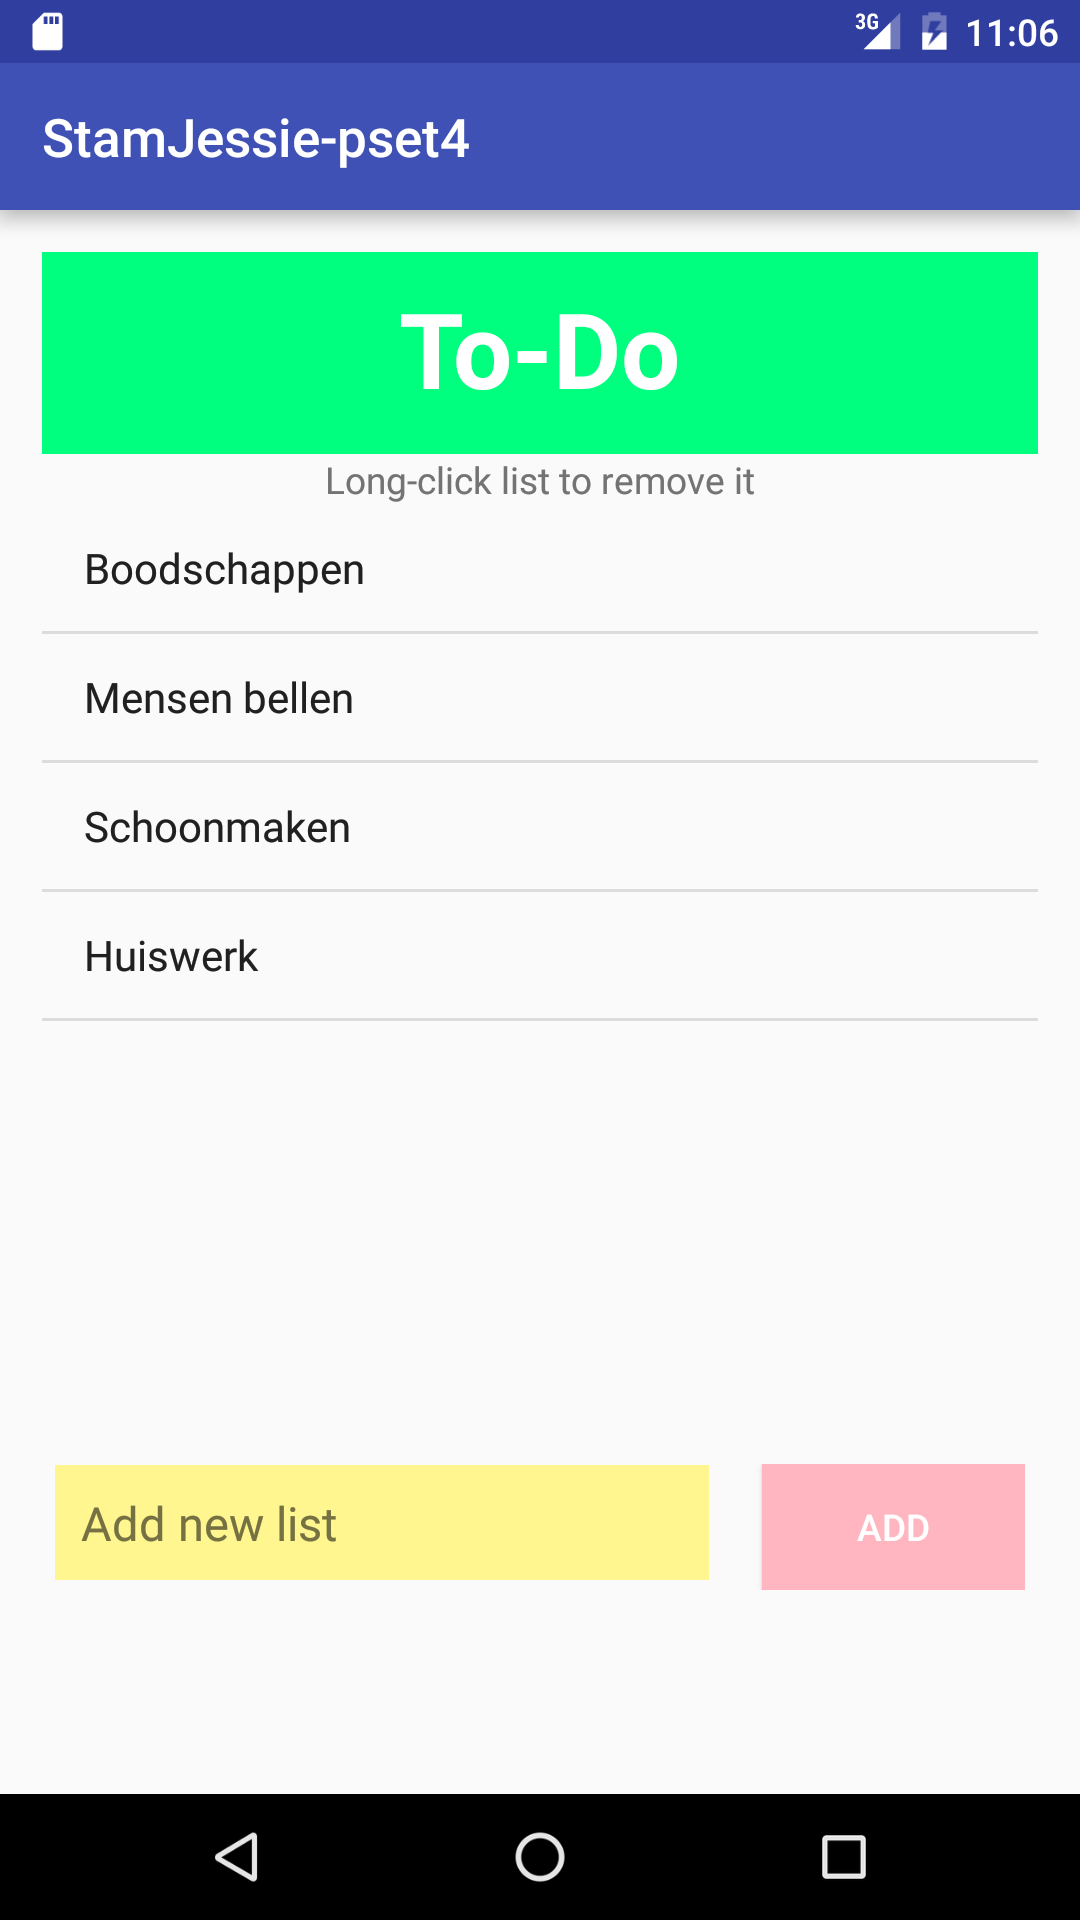 3G 11:06
StamJessie-pset4
To-Do
Long-click list to remove it
Boodschappen
Mensen bellen
Schoonmaken
Huiswerk
Add new list ADD